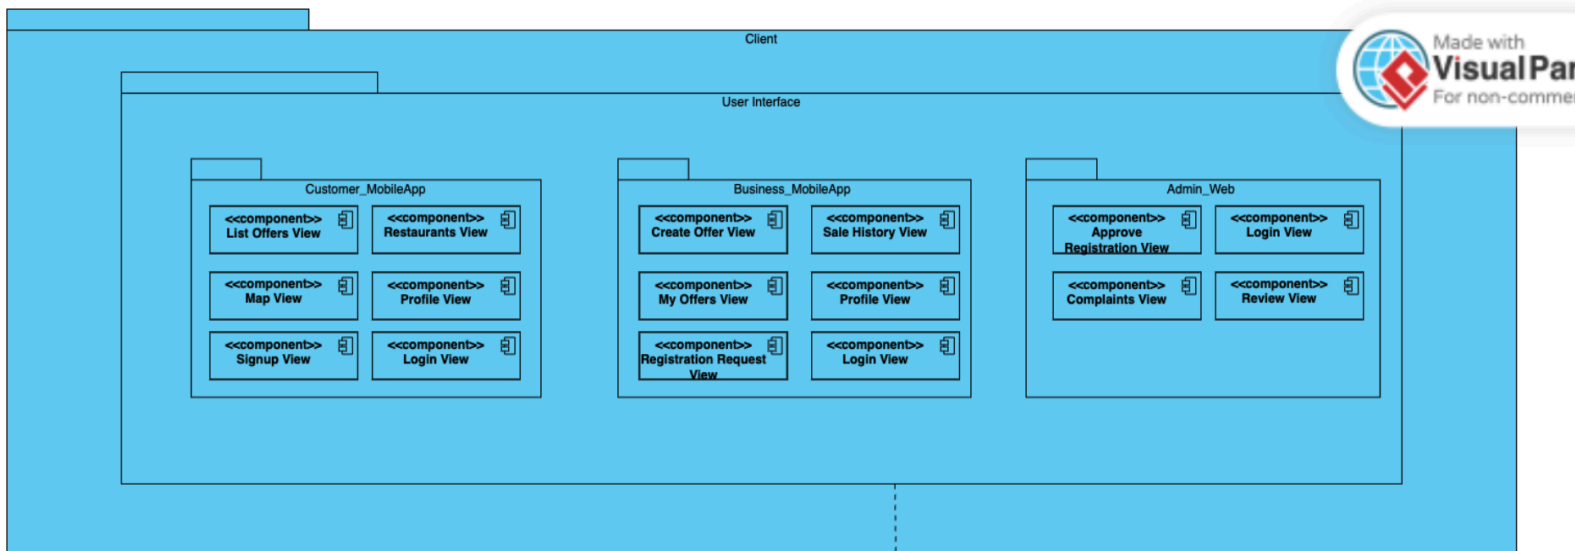 Client
Made with
VisualPar
For non-commer
User Interface
Customer_MobileApp
<<component>>
List Offers View
<<component>>
Restaurants View
<<component>>
Map View
<<component>>
Profile View
<<component>>
Signup View
<<component>>
Login View
Business_MobileApp
<<component>>
Create Offer View
<<component>>
Sale History View
<<component>>
My Offers View
<<component>>
Profile View
<<component>>
Registration Request
View
<<component>>
Login View
Admin_Web
<<component>>
Approve
Registration View
<<component>>
Login View
<<component>>
Complaints View
<<component>>
Review View